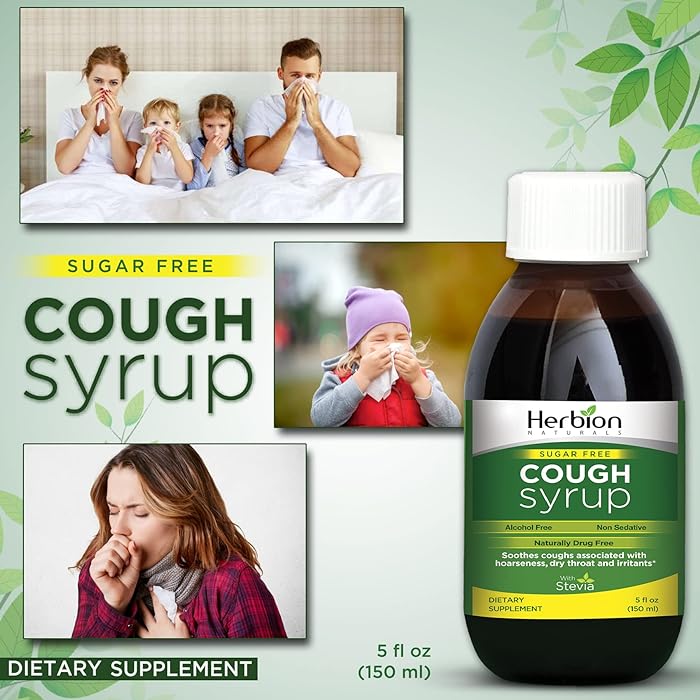 SUGAR FREE
COUGH
syrup
Herbion
NATURALS
SUGAR FREE
COUGH
syrup
Alcohol Free Non Sedative
Naturally Drug Free
Soothes coughs associated with
hoarseness, dry throat and irritants*
With
Stevia
DIETARY
SUPPLEMENT
5 fl oz
(150 ml)
DIETARY SUPPLEMENT
5 fl oz
(150 ml)